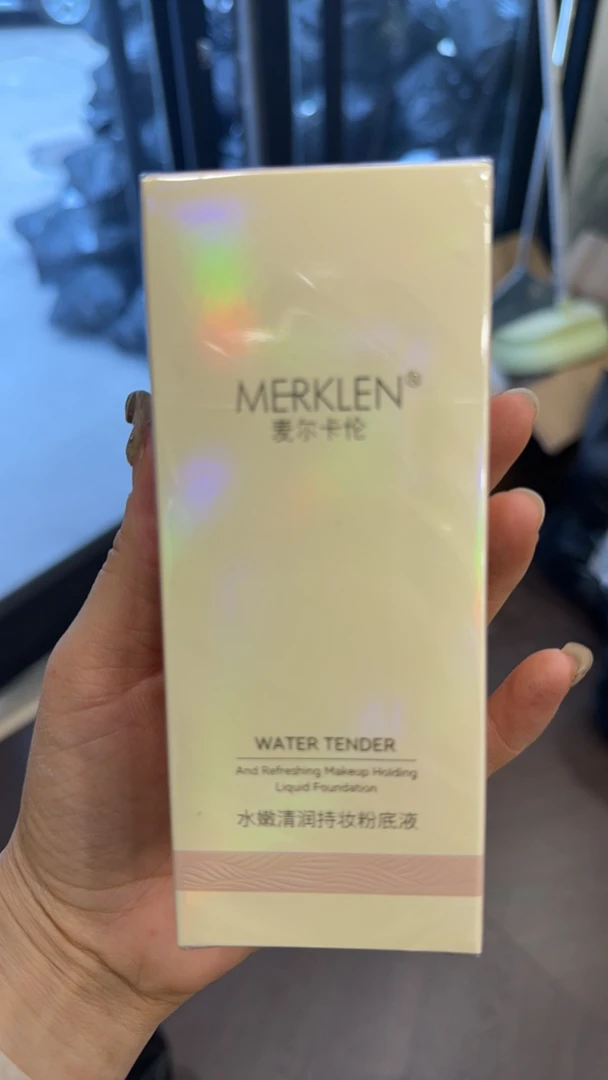 MERKLEN®
麦尔卡伦
WATER TENDER
And Refreshing Makeup Holding
Liquid Foundation
水嫩清润持妆粉底液